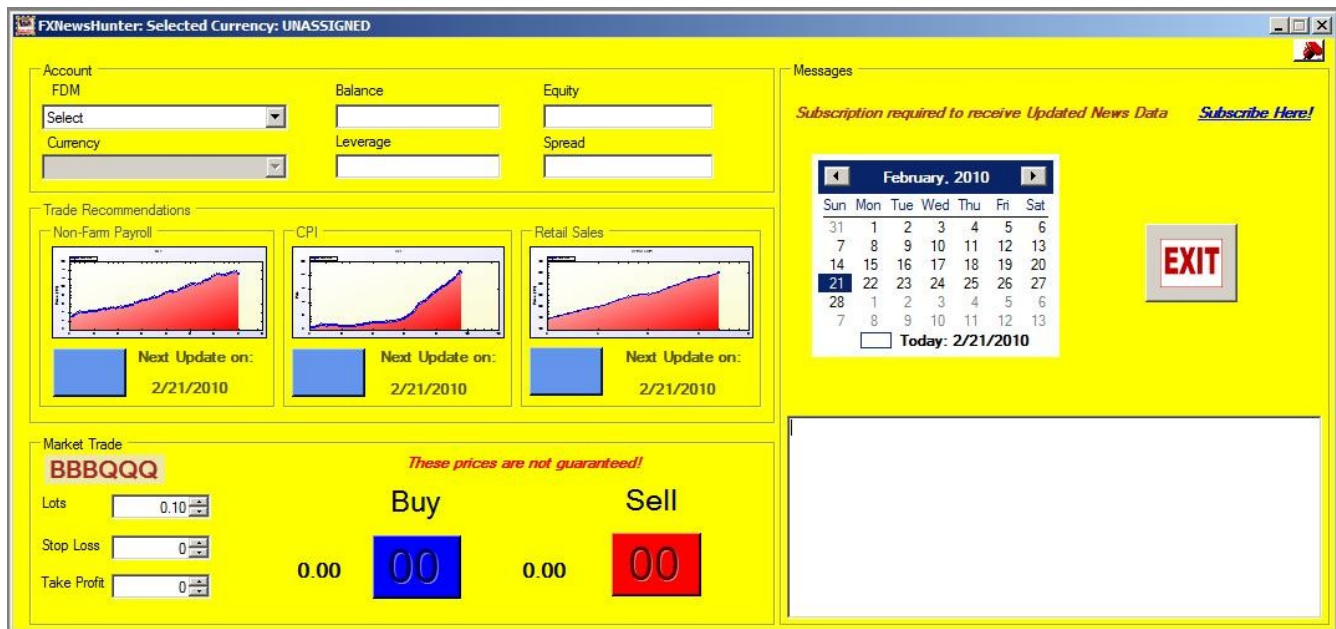 FXNewsHunter: Selected Currency: UNASSIGNED
Account
FDM
Balance
Equity
Select
Currency
Leverage
Spread
Trade Recommendations
Non-Farm Payroll
CPI
Retail Sales
Next Update on:
2/21/2010
Next Update on:
2/21/2010
Next Update on:
2/21/2010
Market Trade
BBBQQQ
These prices are not guaranteed!
Lots
0.10
Buy
Sell
Stop Loss
0
0.00
00
0.00
00
Take Profit
0
Messages
Subscription required to receive Updated News Data Subscribe Here!
February, 2010
Sun Mon Tue Wed Thu Fri Sat
31 1 2 3 4 5 6
7 8 9 10 11 12 13
14 15 16 17 18 19 20
21 22 23 24 25 26 27
28 1 2 3 4 5 6
7 8 9 10 11 12 13
Today: 2/21/2010
EXIT